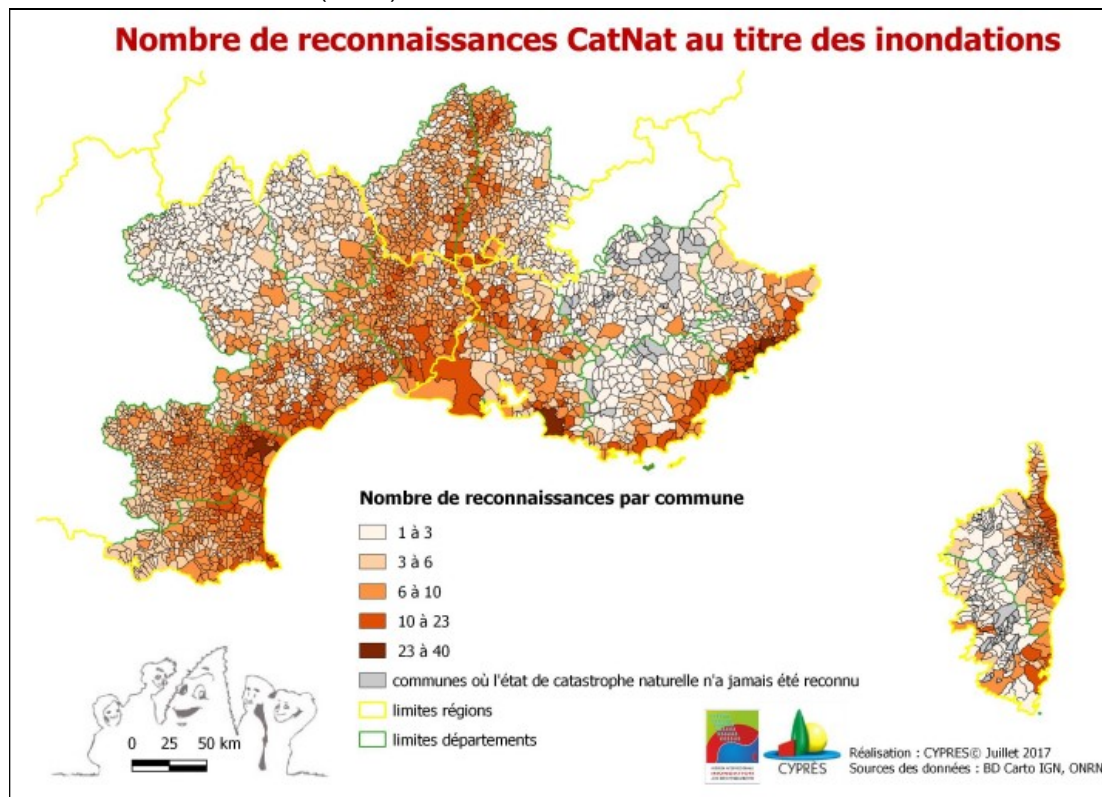 Nombre de reconnaissances CatNat au titre des inondations
Nombre de reconnaissances par commune
1 à 3
3 à 6
6 à 10
10 à 23
23 à 40
communes où l'état de catastrophe naturelle n'a jamais été reconnu
limites régions
limites départements
0 25 50 km
CYPRÈS
Réalisation : CYPRES© Juillet 2017
Sources des données : BD Carto IGN, ONRN